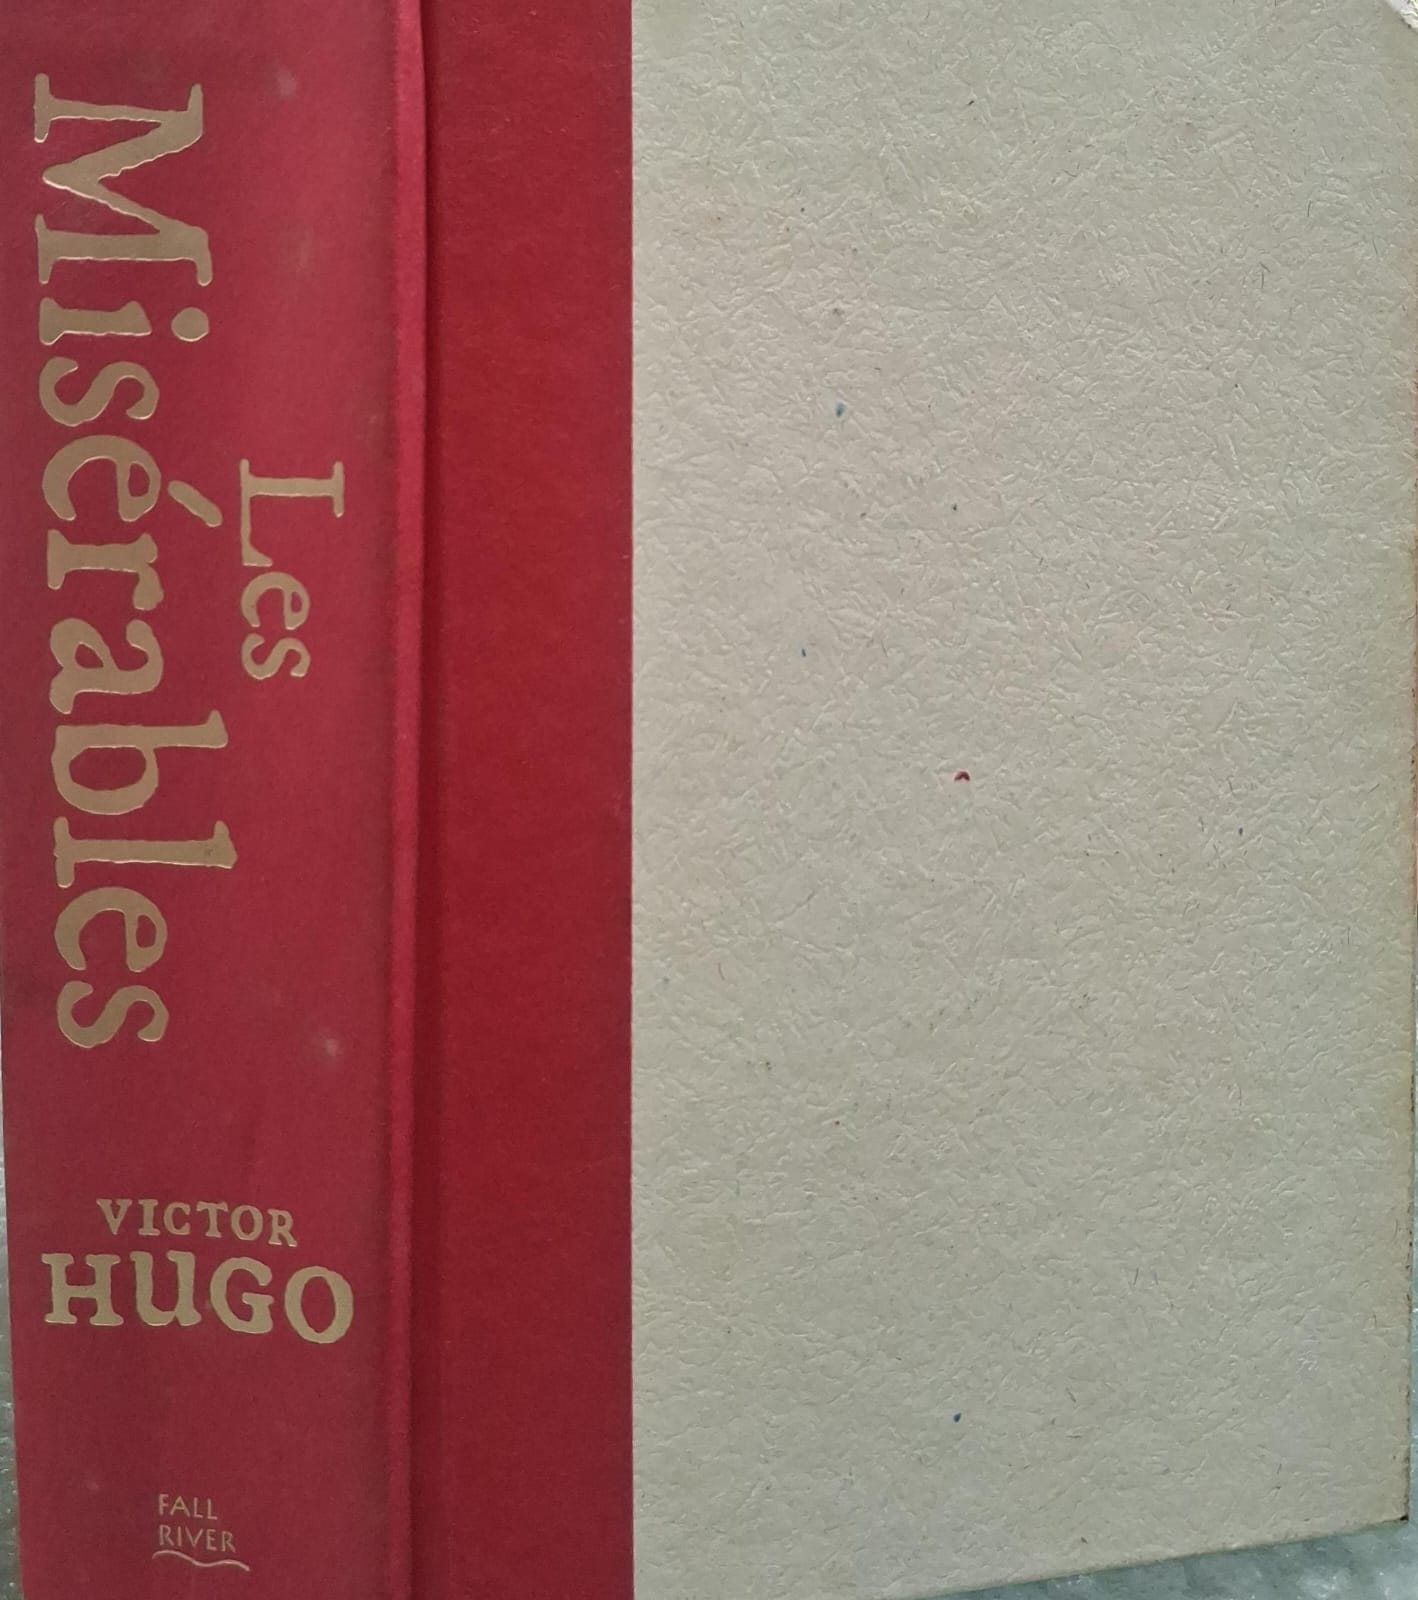 Les
Misérables
VICTOR
HUGO
FALL
RIVER